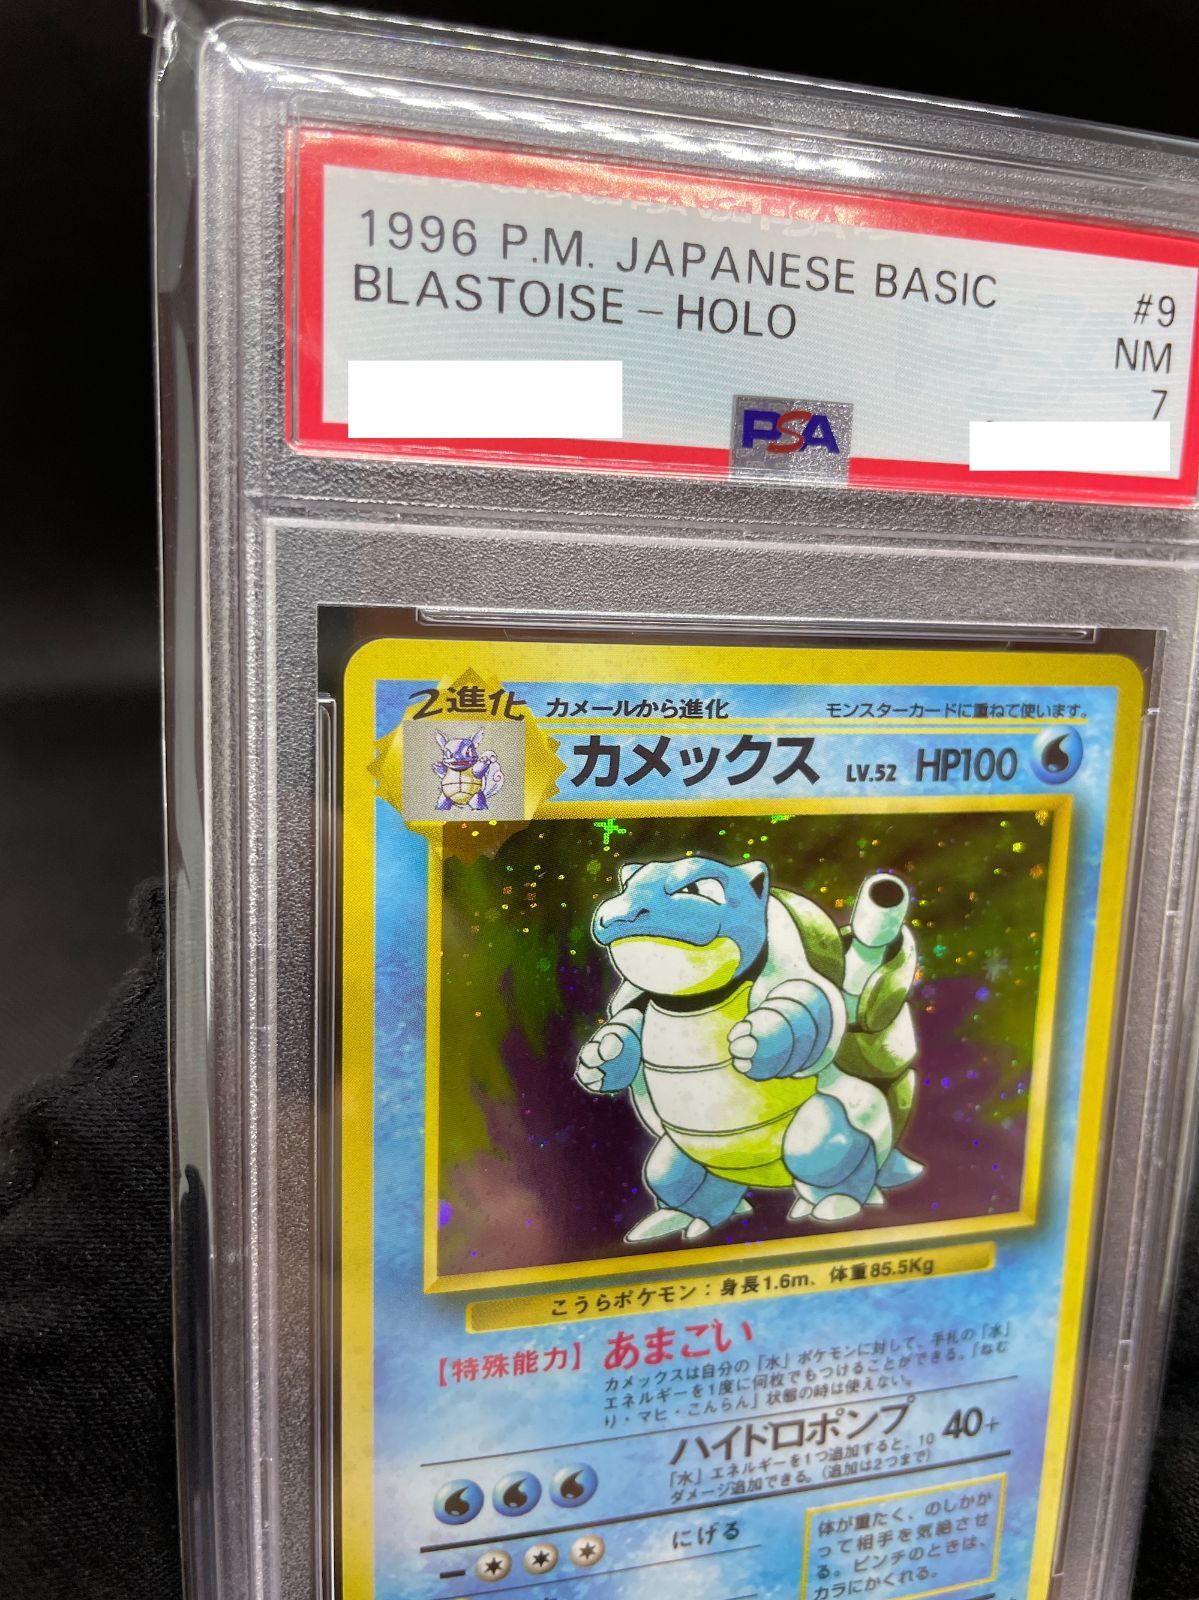 1996 P.M. JAPANESE BASIC #9
BLASTOISE – HOLO NM
7
PSA
2進化 カメールから進化 モンスターカードに重ねて使います。
カメックス LV.52 HP100
こうらポケモン：身長1.6m、体重85.5Kg
【特殊能力】あまごい
カメックスは自分の「水」ポケモンに対して、手札の「水」
エネルギーを1度に何枚でもつけることができる。「ねむ
り・マヒ・こんらん」状態の時は使えない。
ハイドロポンプ 40+
「水」エネルギーを1つ追加すると、10
ダメージ追加できる。(追加は2つまで)
にげる
体が重たく、のしかか
って相手を気絶させ
る。ピンチのときは、
カラにかくれる。